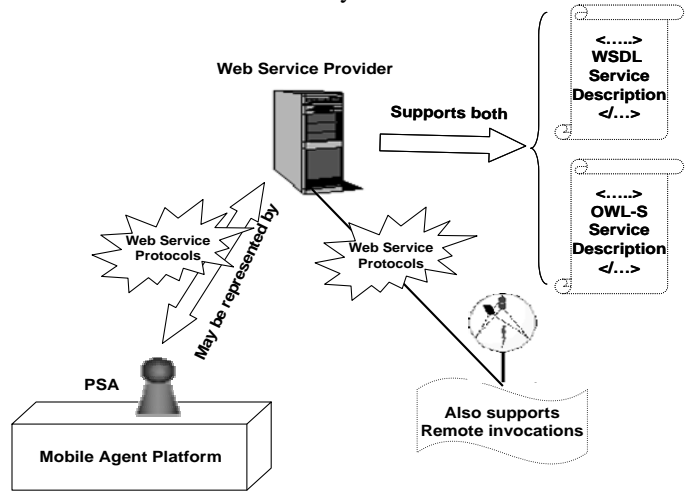 Web Service Provider
Supports both
<.....>
WSDL
Service
Description
</...>
<.....>
OWL-S
Service
Description
</...>
Web Service
Protocols
May be represented by
Web Service
Protocols
PSA
Mobile Agent Platform
Also supports
Remote invocations